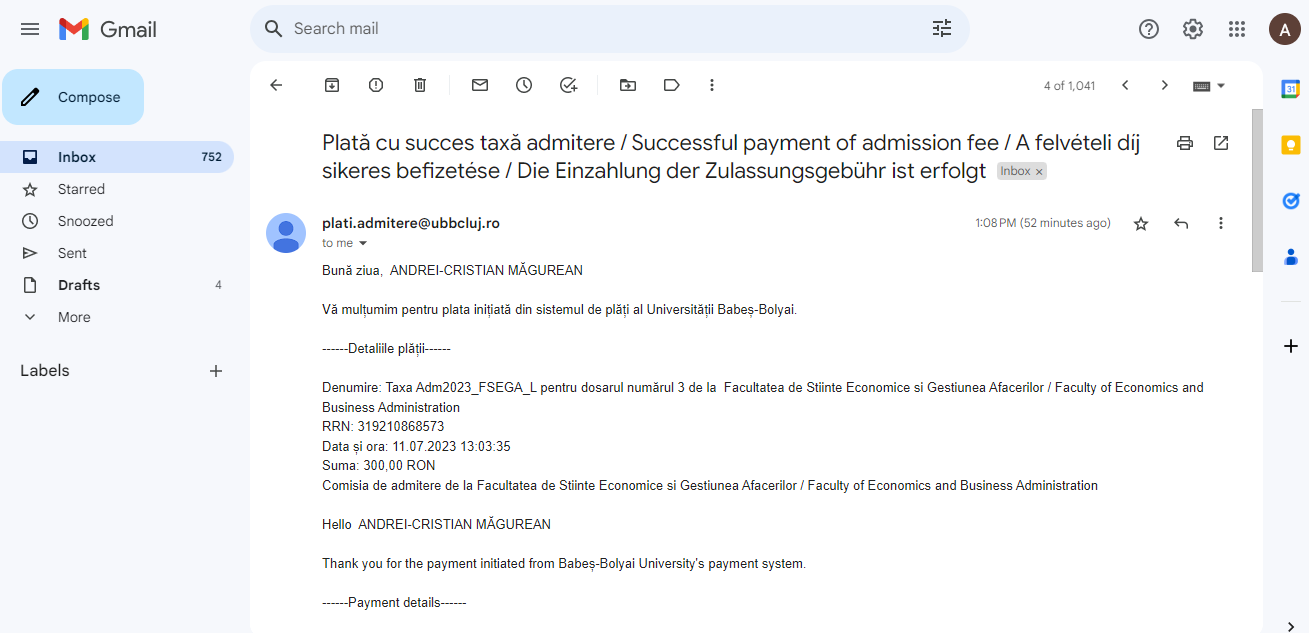 Gmail
Search mail
A
Compose
4 of 1,041
31
Inbox 752
Starred
Snoozed
Sent
Drafts 4
More
Labels
Plată cu succes taxă admitere / Successful payment of admission fee / A felvételi díj
sikeres befizetése / Die Einzahlung der Zulassungsgebühr ist erfolgt Inbox ×
plati.admitere@ubbcluj.ro 1:08 PM (52 minutes ago)
to me
Bună ziua,  ANDREI-CRISTIAN MĂGUREAN
Vă mulțumim pentru plata inițiată din sistemul de plăți al Universității Babeș-Bolyai.
------Detaliile plății------
Denumire: Taxa Adm2023_FSEGA_L pentru dosarul numărul 3 de la  Facultatea de Stiinte Economice si Gestiunea Afacerilor / Faculty of Economics and
Business Administration
RRN: 319210868573
Data și ora: 11.07.2023 13:03:35
Suma: 300,00 RON
Comisia de admitere de la Facultatea de Stiinte Economice si Gestiunea Afacerilor / Faculty of Economics and Business Administration
Hello  ANDREI-CRISTIAN MĂGUREAN
Thank you for the payment initiated from Babeș-Bolyai University's payment system.
------Payment details------